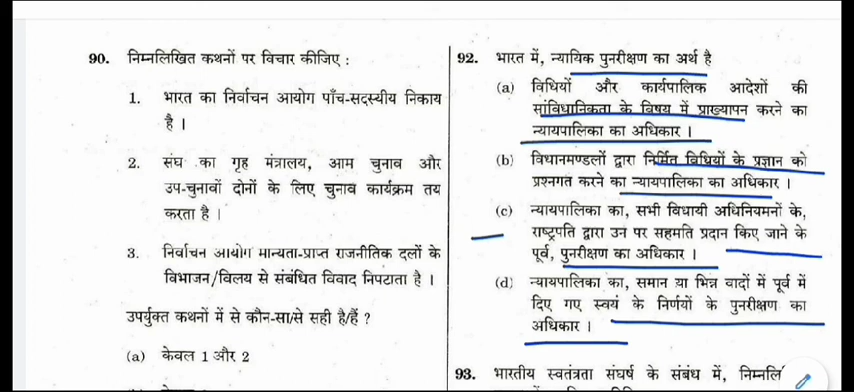 90. निम्नलिखित कथनों पर विचार कीजिए :
1. भारत का निर्वाचन आयोग पाँच-सदस्यीय निकाय
है ।
2. संघ का गृह मंत्रालय, आम चुनाव और
उप-चुनावों दोनों के लिए चुनाव कार्यक्रम तय
करता है ।
3. निर्वाचन आयोग मान्यता-प्राप्त राजनीतिक दलों के
विभाजन/विलय से संबंधित विवाद निपटाता है ।
उपर्युक्त कथनों में से कौन-सा/से सही है/हैं ?
(a) केवल 1 और 2
92. भारत में, न्यायिक पुनरीक्षण का अर्थ है
(a) विधियों और कार्यपालिक आदेशों की
सांविधानिकता के विषय में प्राख्यापन करने का
न्यायपालिका का अधिकार ।
(b) विधानमण्डलों द्वारा निर्मित विधियों के प्रज्ञान को
प्रश्नगत करने का न्यायपालिका का अधिकार ।
(c) न्यायपालिका का, सभी विधायी अधिनियमनों के,
राष्ट्रपति द्वारा उन पर सहमति प्रदान किए जाने के
पूर्व, पुनरीक्षण का अधिकार ।
(d) न्यायपालिका का, समान या भिन्न वादों में पूर्व में
दिए गए स्वयं के निर्णयों के पुनरीक्षण का
अधिकार ।
93. भारतीय स्वतंत्रता संघर्ष के संबंध में,